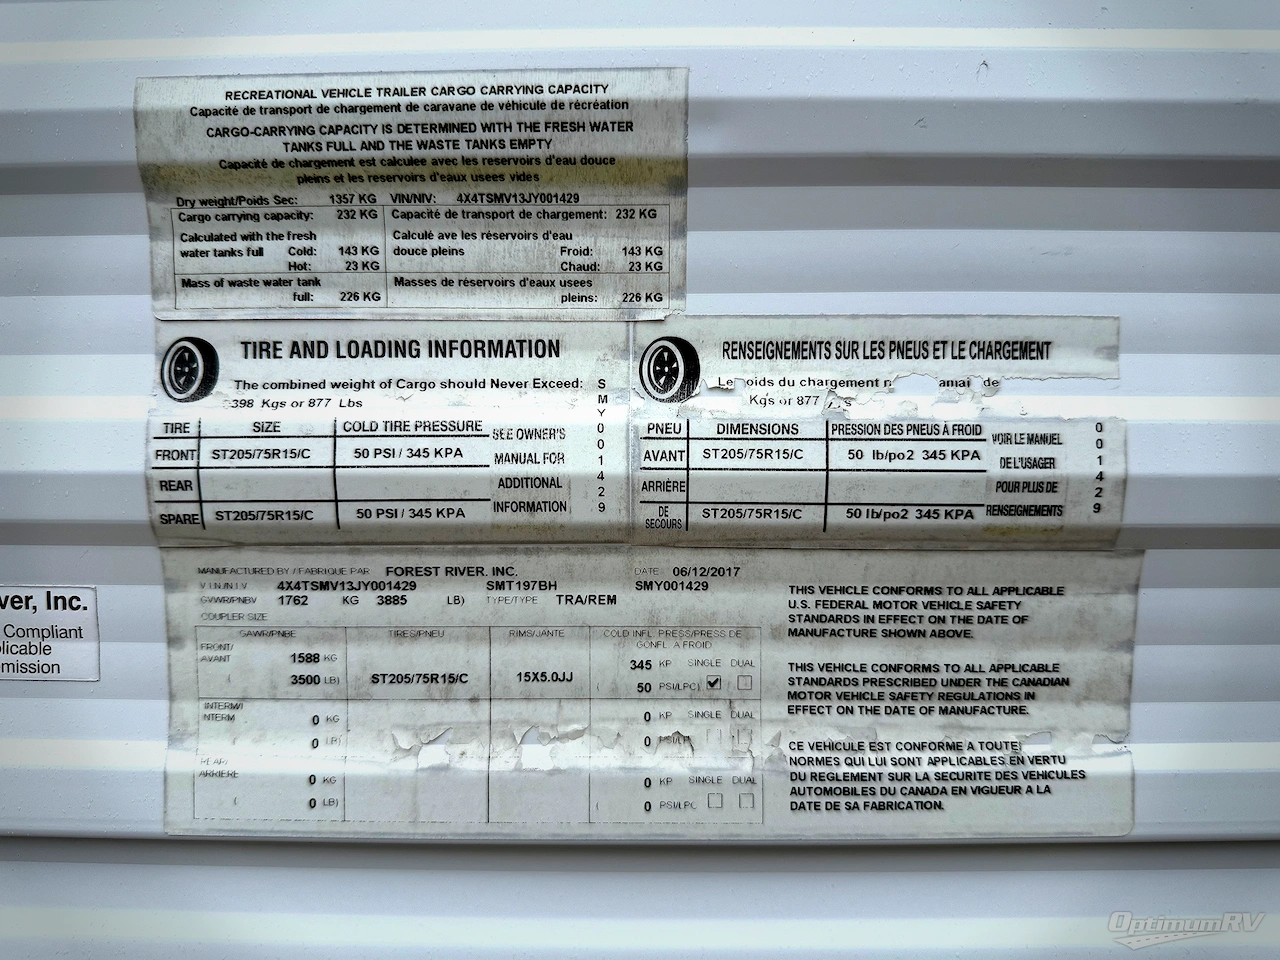 RECREATIONAL VEHICLE TRAILER CARGO CARRYING CAPACITY
Capacité de transport de chargement de caravane de véhicule de récréation
CARGO-CARRYING CAPACITY IS DETERMINED WITH THE FRESH WATER
TANKS FULL AND THE WASTE TANKS EMPTY
Capacité de chargement est calculee avec les reservoirs d'eau douce
pleins et les reservoirs d'eaux usees vides
Dry weight/Poids Sec: 1357 KG VIN/NIV: 4X4TSMV13JY001429
Cargo carrying capacity: 232 KG Capacité de transport de chargement: 232 KG
Calculated with the fresh Calculé ave les réservoirs d'eau
water tanks full Cold: 143 KG douce pleins Froid: 143 KG
Hot: 23 KG Chaud: 23 KG
Mass of waste water tank Masses de réservoirs d'eaux usees
full: 226 KG pleins: 226 KG
TIRE AND LOADING INFORMATION
The combined weight of Cargo should Never Exceed:
398 Kgs or 877 Lbs
TIRE SIZE COLD TIRE PRESSURE
FRONT ST205/75R15/C 50 PSI / 345 KPA
REAR
SPARE ST205/75R15/C 50 PSI / 345 KPA
SEE OWNER'S
MANUAL FOR
ADDITIONAL
INFORMATION
SMY001429
RENSEIGNEMENTS SUR LES PNEUS ET LE CHARGEMENT
du chargement de
Kgs or 877
PNEU DIMENSIONS PRESSION DES PNEUS À FROID
AVANT ST205/75R15/C 50 lb/po2 345 KPA
ARRIÈRE
DE SECOURS ST205/75R15/C 50 lb/po2 345 KPA
VOIR LE MANUEL
DE L'USAGER
POUR PLUS DE
RENSEIGNEMENTS
001429
MANUFACTURED BY / FABRIQUE PAR FOREST RIVER, INC. DATE 06/12/2017
VIN/NIV 4X4TSMV13JY001429 SMT197BH SMY001429
GVWR/PNBV 1762 KG 3885 LB) TYPE/TYPE TRA/REM
COUPLER SIZE
GAWR/PNBE TIRES/PNEU RIMS/JANTE COLD INFL. PRESS/PRESS DE
GONFL. A FROID
FRONT/
AVANT 1588 KG 345 KP SINGLE DUAL
( 3500 LB) ST205/75R15/C 15X5.0JJ ( 50 PSI/LPC) ✔
INTERM/
INTERM 0 KG 0 KP SINGLE DUAL
( 0 LB) 0 PSI/LP
REAR/
ARRIERE 0 KG 0 KP SINGLE DUAL
( 0 LB) ( 0 PSI/LPC
THIS VEHICLE CONFORMS TO ALL APPLICABLE
U.S. FEDERAL MOTOR VEHICLE SAFETY
STANDARDS IN EFFECT ON THE DATE OF
MANUFACTURE SHOWN ABOVE.
THIS VEHICLE CONFORMS TO ALL APPLICABLE
STANDARDS PRESCRIBED UNDER THE CANADIAN
MOTOR VEHICLE SAFETY REGULATIONS IN
EFFECT ON THE DATE OF MANUFACTURE.
CE VEHICULE EST CONFORME A TOUTE
NORMES QUI LUI SONT APPLICABLES EN VERTU
DU REGLEMENT SUR LA SECURITE DES VEHICULES
AUTOMOBILES DU CANADA EN VIGUEUR A LA
DATE DE SA FABRICATION.
ver, Inc.
Compliant
plicable
mission
OptimumRV